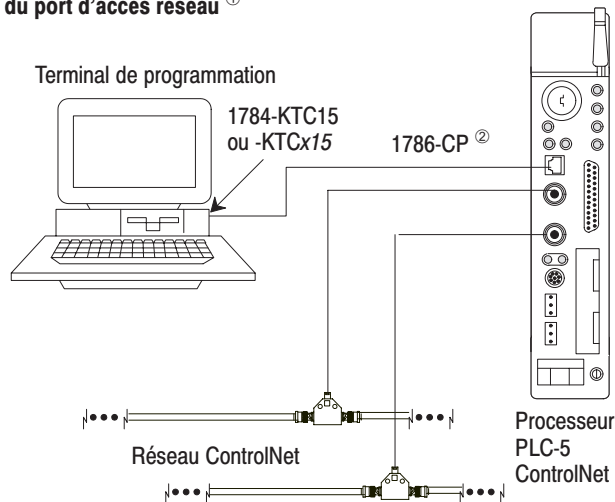 du port d'accès réseau ①
Terminal de programmation
1784-KTC15
ou -KTCx15
1786-CP ②
Réseau ControlNet
Processeur
PLC-5
ControlNet